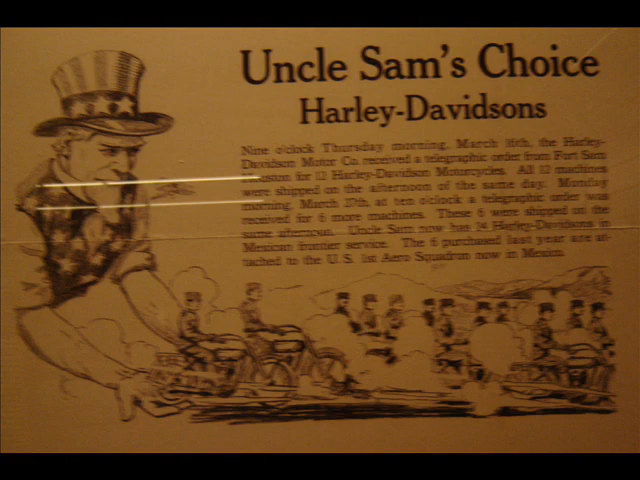 Uncle Sam's Choice
Harley-Davidsons
Nine o'clock Thursday morning, March 16th, the Harley-
Davidson Motor Co. received a telegraphic order from Fort Sam
Houston for 12 Harley-Davidson Motorcycles. All 12 machines
were shipped on the afternoon of the same day. Monday
morning, March 27th, at ten o'clock a telegraphic order was
received for 6 more machines. These 6 were shipped on the
same afternoon. Uncle Sam now has 24 Harley-Davidsons in
Mexican frontier service. The 6 purchased last year are at-
tached to the U. S. 1st Aero Squadron now in Mexico.